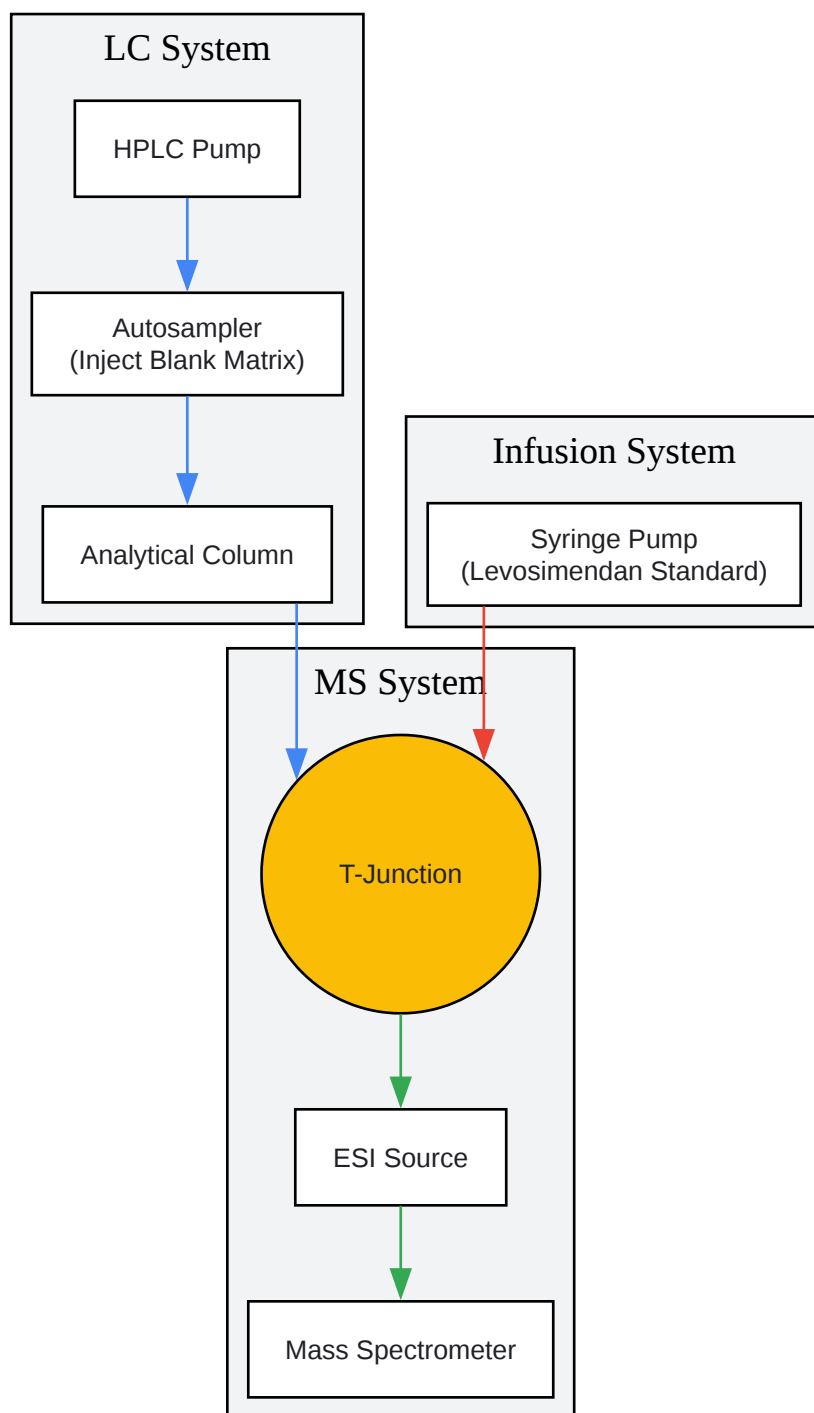 LC System
HPLC Pump
Autosampler
(Inject Blank Matrix)
Analytical Column
Infusion System
Syringe Pump
(Levosimendan Standard)
MS System
T-Junction
ESI Source
Mass Spectrometer